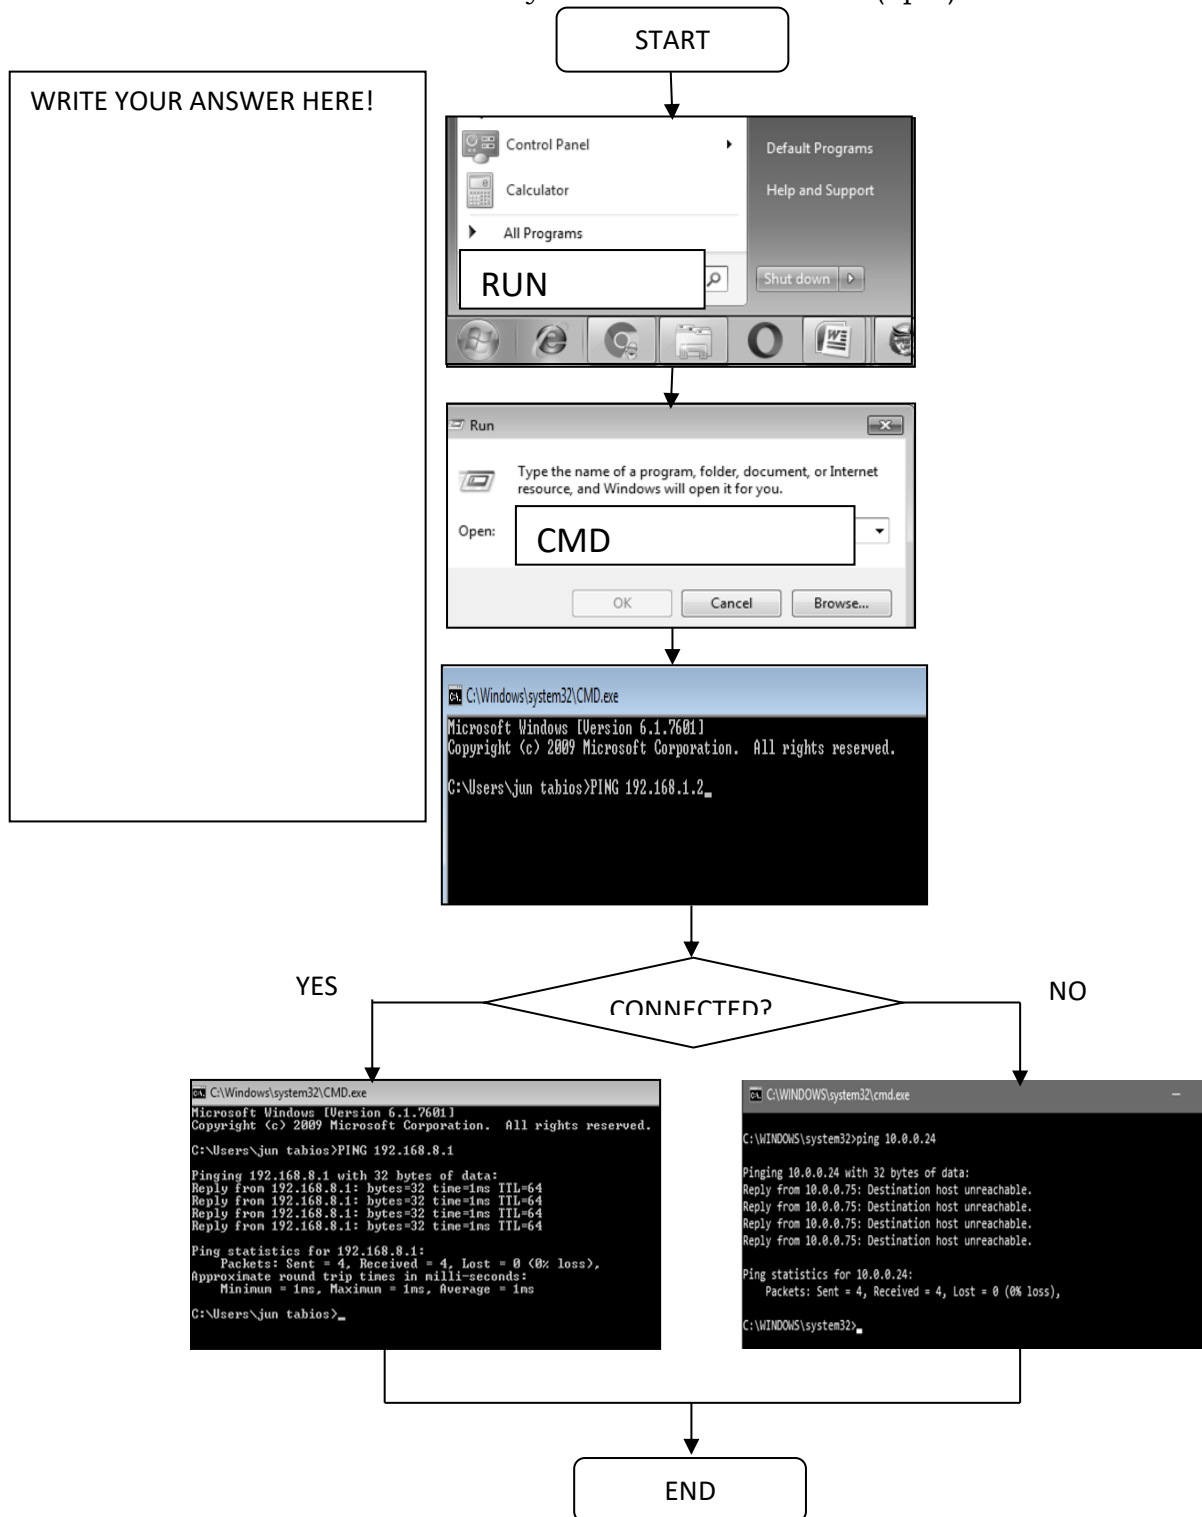 START
WRITE YOUR ANSWER HERE!
Control Panel
Default Programs
Calculator
Help and Support
All Programs
RUN
Shut down
Run
Type the name of a program, folder, document, or Internet
resource, and Windows will open it for you.
Open:
CMD
OK
Cancel
Browse...
C:\Windows\system32\CMD.exe
Microsoft Windows [Version 6.1.7601]
Copyright (c) 2009 Microsoft Corporation. All rights reserved.
C:\Users\jun tabios>PING 192.168.1.2_
YES
CONNECTED?
NO
C:\Windows\system32\CMD.exe
Microsoft Windows [Version 6.1.7601]
Copyright (c) 2009 Microsoft Corporation. All rights reserved.
C:\Users\jun tabios>PING 192.168.8.1
Pinging 192.168.8.1 with 32 bytes of data:
Reply from 192.168.8.1: bytes=32 time=1ms TTL=64
Reply from 192.168.8.1: bytes=32 time=1ms TTL=64
Reply from 192.168.8.1: bytes=32 time=1ms TTL=64
Reply from 192.168.8.1: bytes=32 time=1ms TTL=64
Ping statistics for 192.168.8.1:
Packets: Sent = 4, Received = 4, Lost = 0 (0% loss),
Approximate round trip times in milli-seconds:
Minimum = 1ms, Maximum = 1ms, Average = 1ms
C:\Users\jun tabios>_
C:\WINDOWS\system32\cmd.exe
C:\WINDOWS\system32>ping 10.0.0.24
Pinging 10.0.0.24 with 32 bytes of data:
Reply from 10.0.0.75: Destination host unreachable.
Reply from 10.0.0.75: Destination host unreachable.
Reply from 10.0.0.75: Destination host unreachable.
Reply from 10.0.0.75: Destination host unreachable.
Ping statistics for 10.0.0.24:
Packets: Sent = 4, Received = 4, Lost = 0 (0% loss),
C:\WINDOWS\system32>_
END